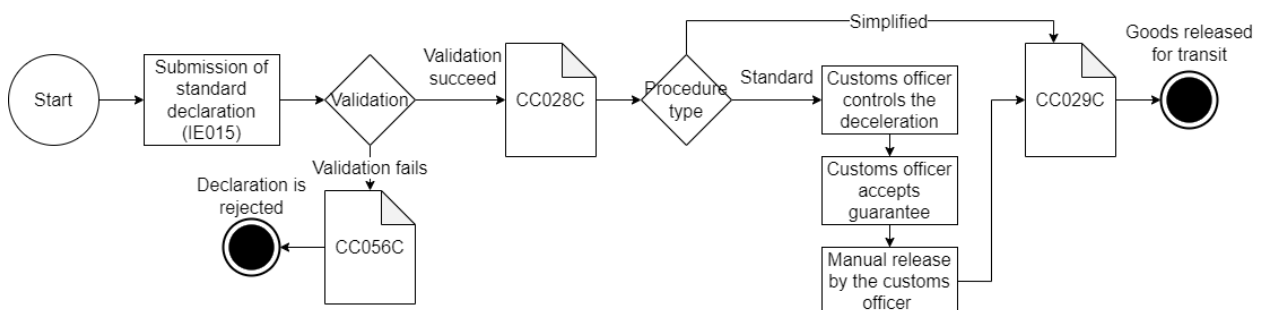 Start
Submission of
standard
declaration
(IE015)
Validation
Validation
succeed
CC028C
Procedure
type
Simplified
Standard
Customs officer
controls the
deceleration
Customs officer
accepts
guarantee
Manual release
by the customs
officer
CC029C
Goods released
for transit
Validation fails
CC056C
Declaration is
rejected